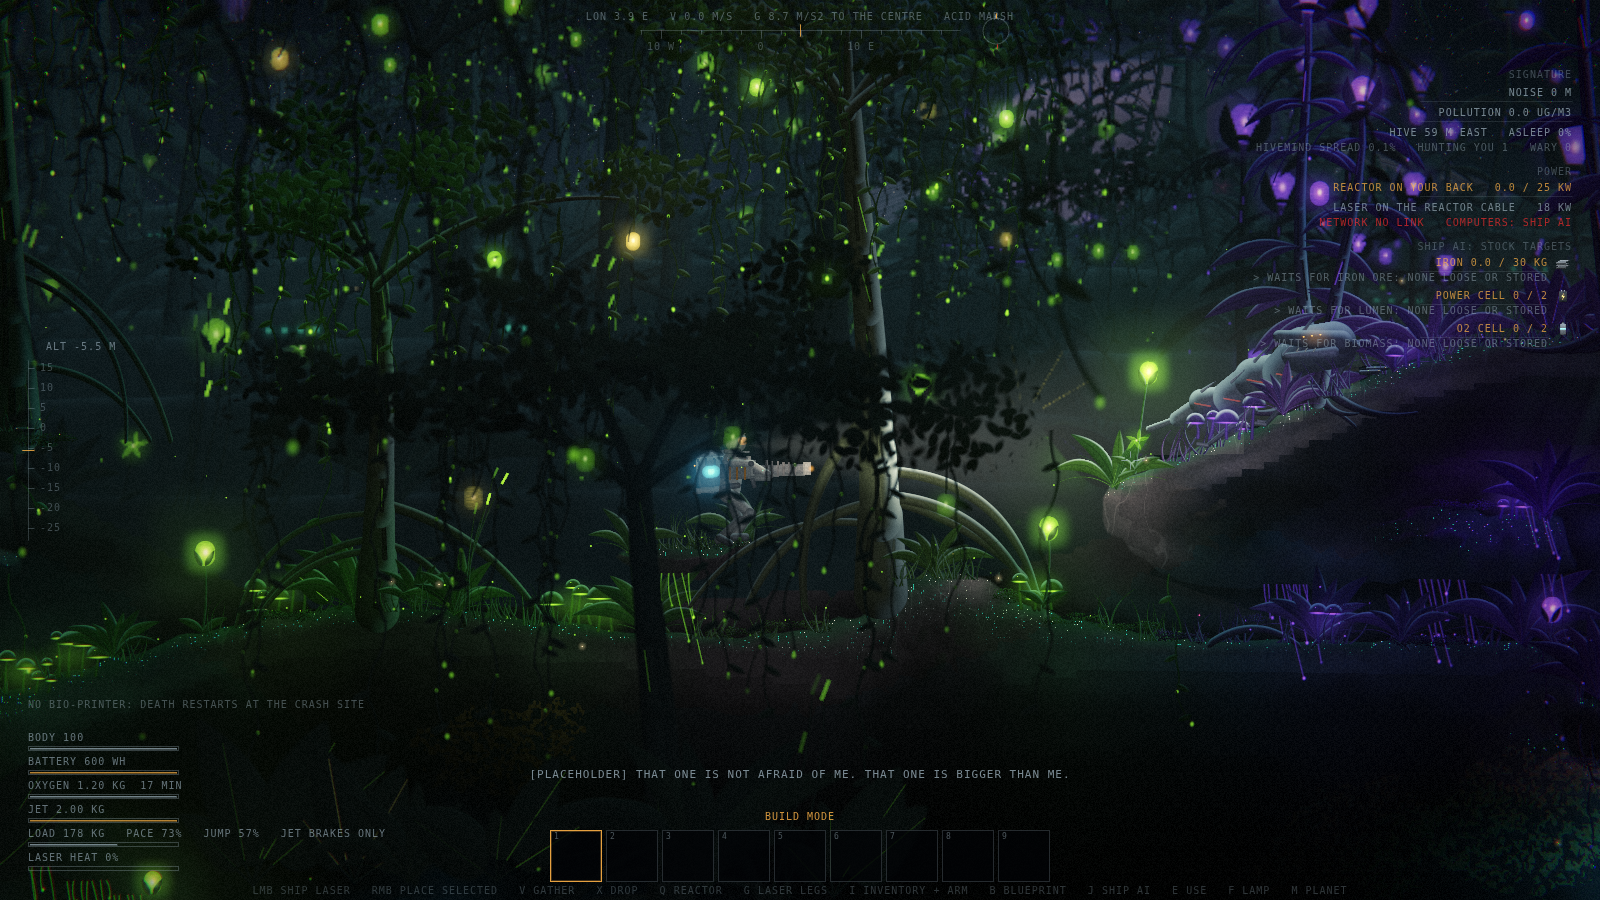 LON 3.9 E   V 0.0 M/S   G 8.7 M/S2 TO THE CENTRE   ACID MARSH
10 W   0   10 E
SIGNATURE
NOISE 0 M
POLLUTION 0.0 UG/M3
HIVE 59 M EAST   ASLEEP 0%
HIVEMIND SPREAD 0.1%   HUNTING YOU 1   WARY 0
POWER
REACTOR ON YOUR BACK   0.0 / 25 KW
LASER ON THE REACTOR CABLE   18 KW
NETWORK NO LINK   COMPUTERS: SHIP AI
SHIP AI: STOCK TARGETS
IRON 0.0 / 30 KG
> WAITS FOR IRON ORE: NONE LOOSE OR STORED
POWER CELL 0 / 2
> WAITS FOR LUMEN: NONE LOOSE OR STORED
O2 CELL 0 / 2
WAITS FOR BIOMASS: NONE LOOSE OR STORED
ALT -5.5 M
15
10
5
0
-5
-10
-15
-20
-25
NO BIO-PRINTER: DEATH RESTARTS AT THE CRASH SITE
BODY 100
BATTERY 600 WH
OXYGEN 1.20 KG   17 MIN
JET 2.00 KG
LOAD 178 KG   PACE 73%   JUMP 57%   JET BRAKES ONLY
LASER HEAT 0%
[PLACEHOLDER] THAT ONE IS NOT AFRAID OF ME. THAT ONE IS BIGGER THAN ME.
BUILD MODE
1 2 3 4 5 6 7 8 9
LMB SHIP LASER   RMB PLACE SELECTED   V GATHER   X DROP   Q REACTOR   G LASER LEGS   I INVENTORY + ARM   B BLUEPRINT   J SHIP AI   E USE   F LAMP   M PLANET